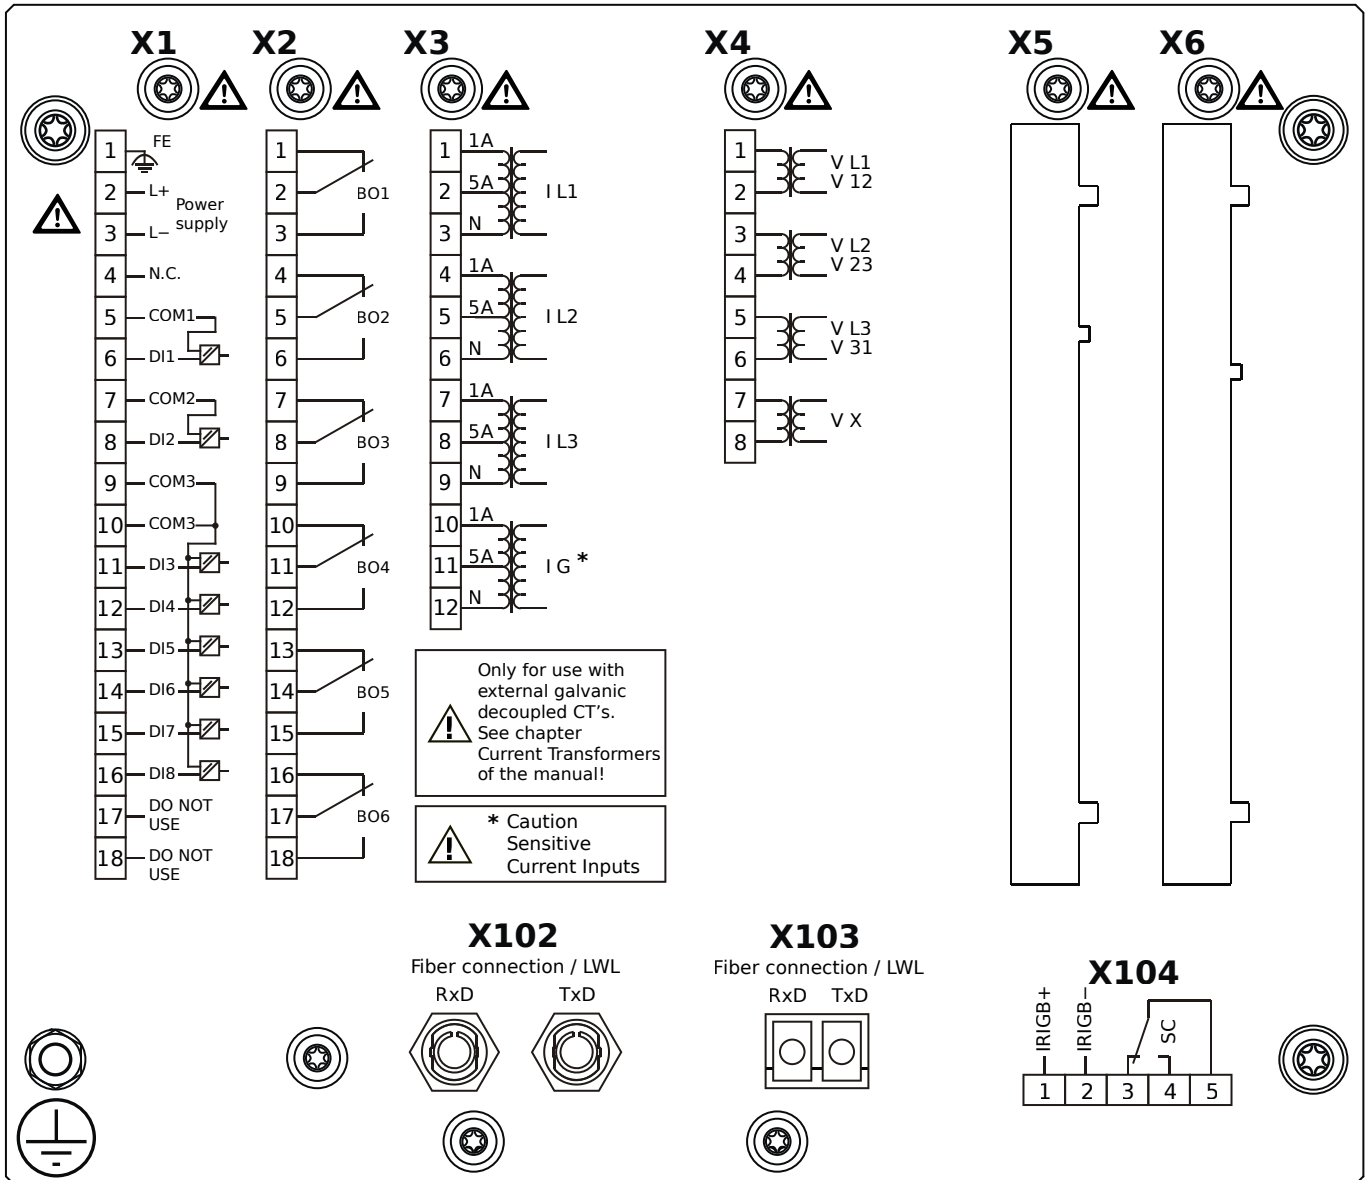 X1 X2 X3 X4 X5 X6
1 FE
2 L+
Power
supply
3 L−
4 N.C.
5 COM1
6 DI1
7 COM2
8 DI2
9 COM3
10 COM3
11 DI3
12 DI4
13 DI5
14 DI6
15 DI7
16 DI8
17 DO NOT
USE
18 DO NOT
USE
1
2 BO1
3
4
5 BO2
6
7
8 BO3
9
10
11 BO4
12
13
14 BO5
15
16
17 BO6
18
1 1A
2 5A I L1
3 N
4 1A
5 5A I L2
6 N
7 1A
8 5A I L3
9 N
10 1A
11 5A I G *
12 N
Only for use with
external galvanic
decoupled CT's.
See chapter
Current Transformers
of the manual!
* Caution
Sensitive
Current Inputs
1 V L1
2 V 12
3 V L2
4 V 23
5 V L3
6 V 31
7 V X
8
X102
Fiber connection / LWL
RxD TxD
X103
Fiber connection / LWL
RxD TxD
X104
IRIGB+ IRIGB− SC
1 2 3 4 5